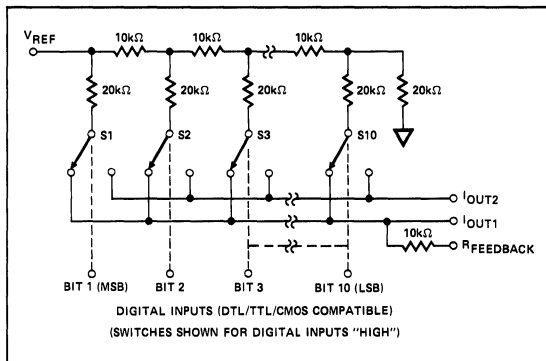 VREF
10kΩ 10kΩ 10kΩ
20kΩ 20kΩ 20kΩ 20kΩ 20kΩ
S1 S2 S3 S10
IOUT2
IOUT1
10kΩ
RFEEDBACK
BIT 1 (MSB) BIT 2 BIT 3 BIT 10 (LSB)
DIGITAL INPUTS (DTL/TTL/CMOS COMPATIBLE)
(SWITCHES SHOWN FOR DIGITAL INPUTS "HIGH")